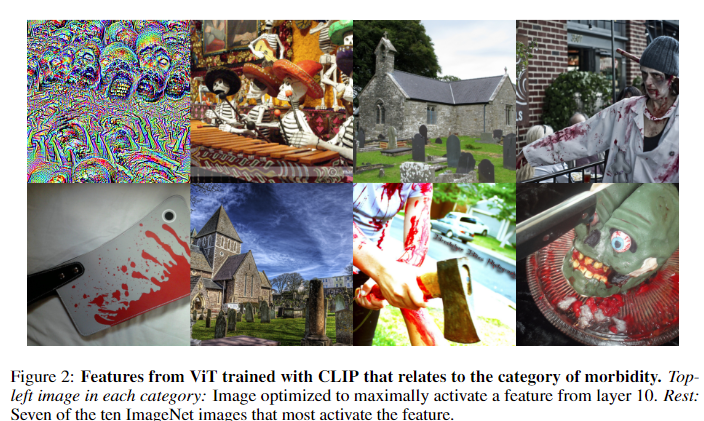 Figure 2: Features from ViT trained with CLIP that relates to the category of morbidity. Top-
left image in each category: Image optimized to maximally activate a feature from layer 10. Rest:
Seven of the ten ImageNet images that most activate the feature.